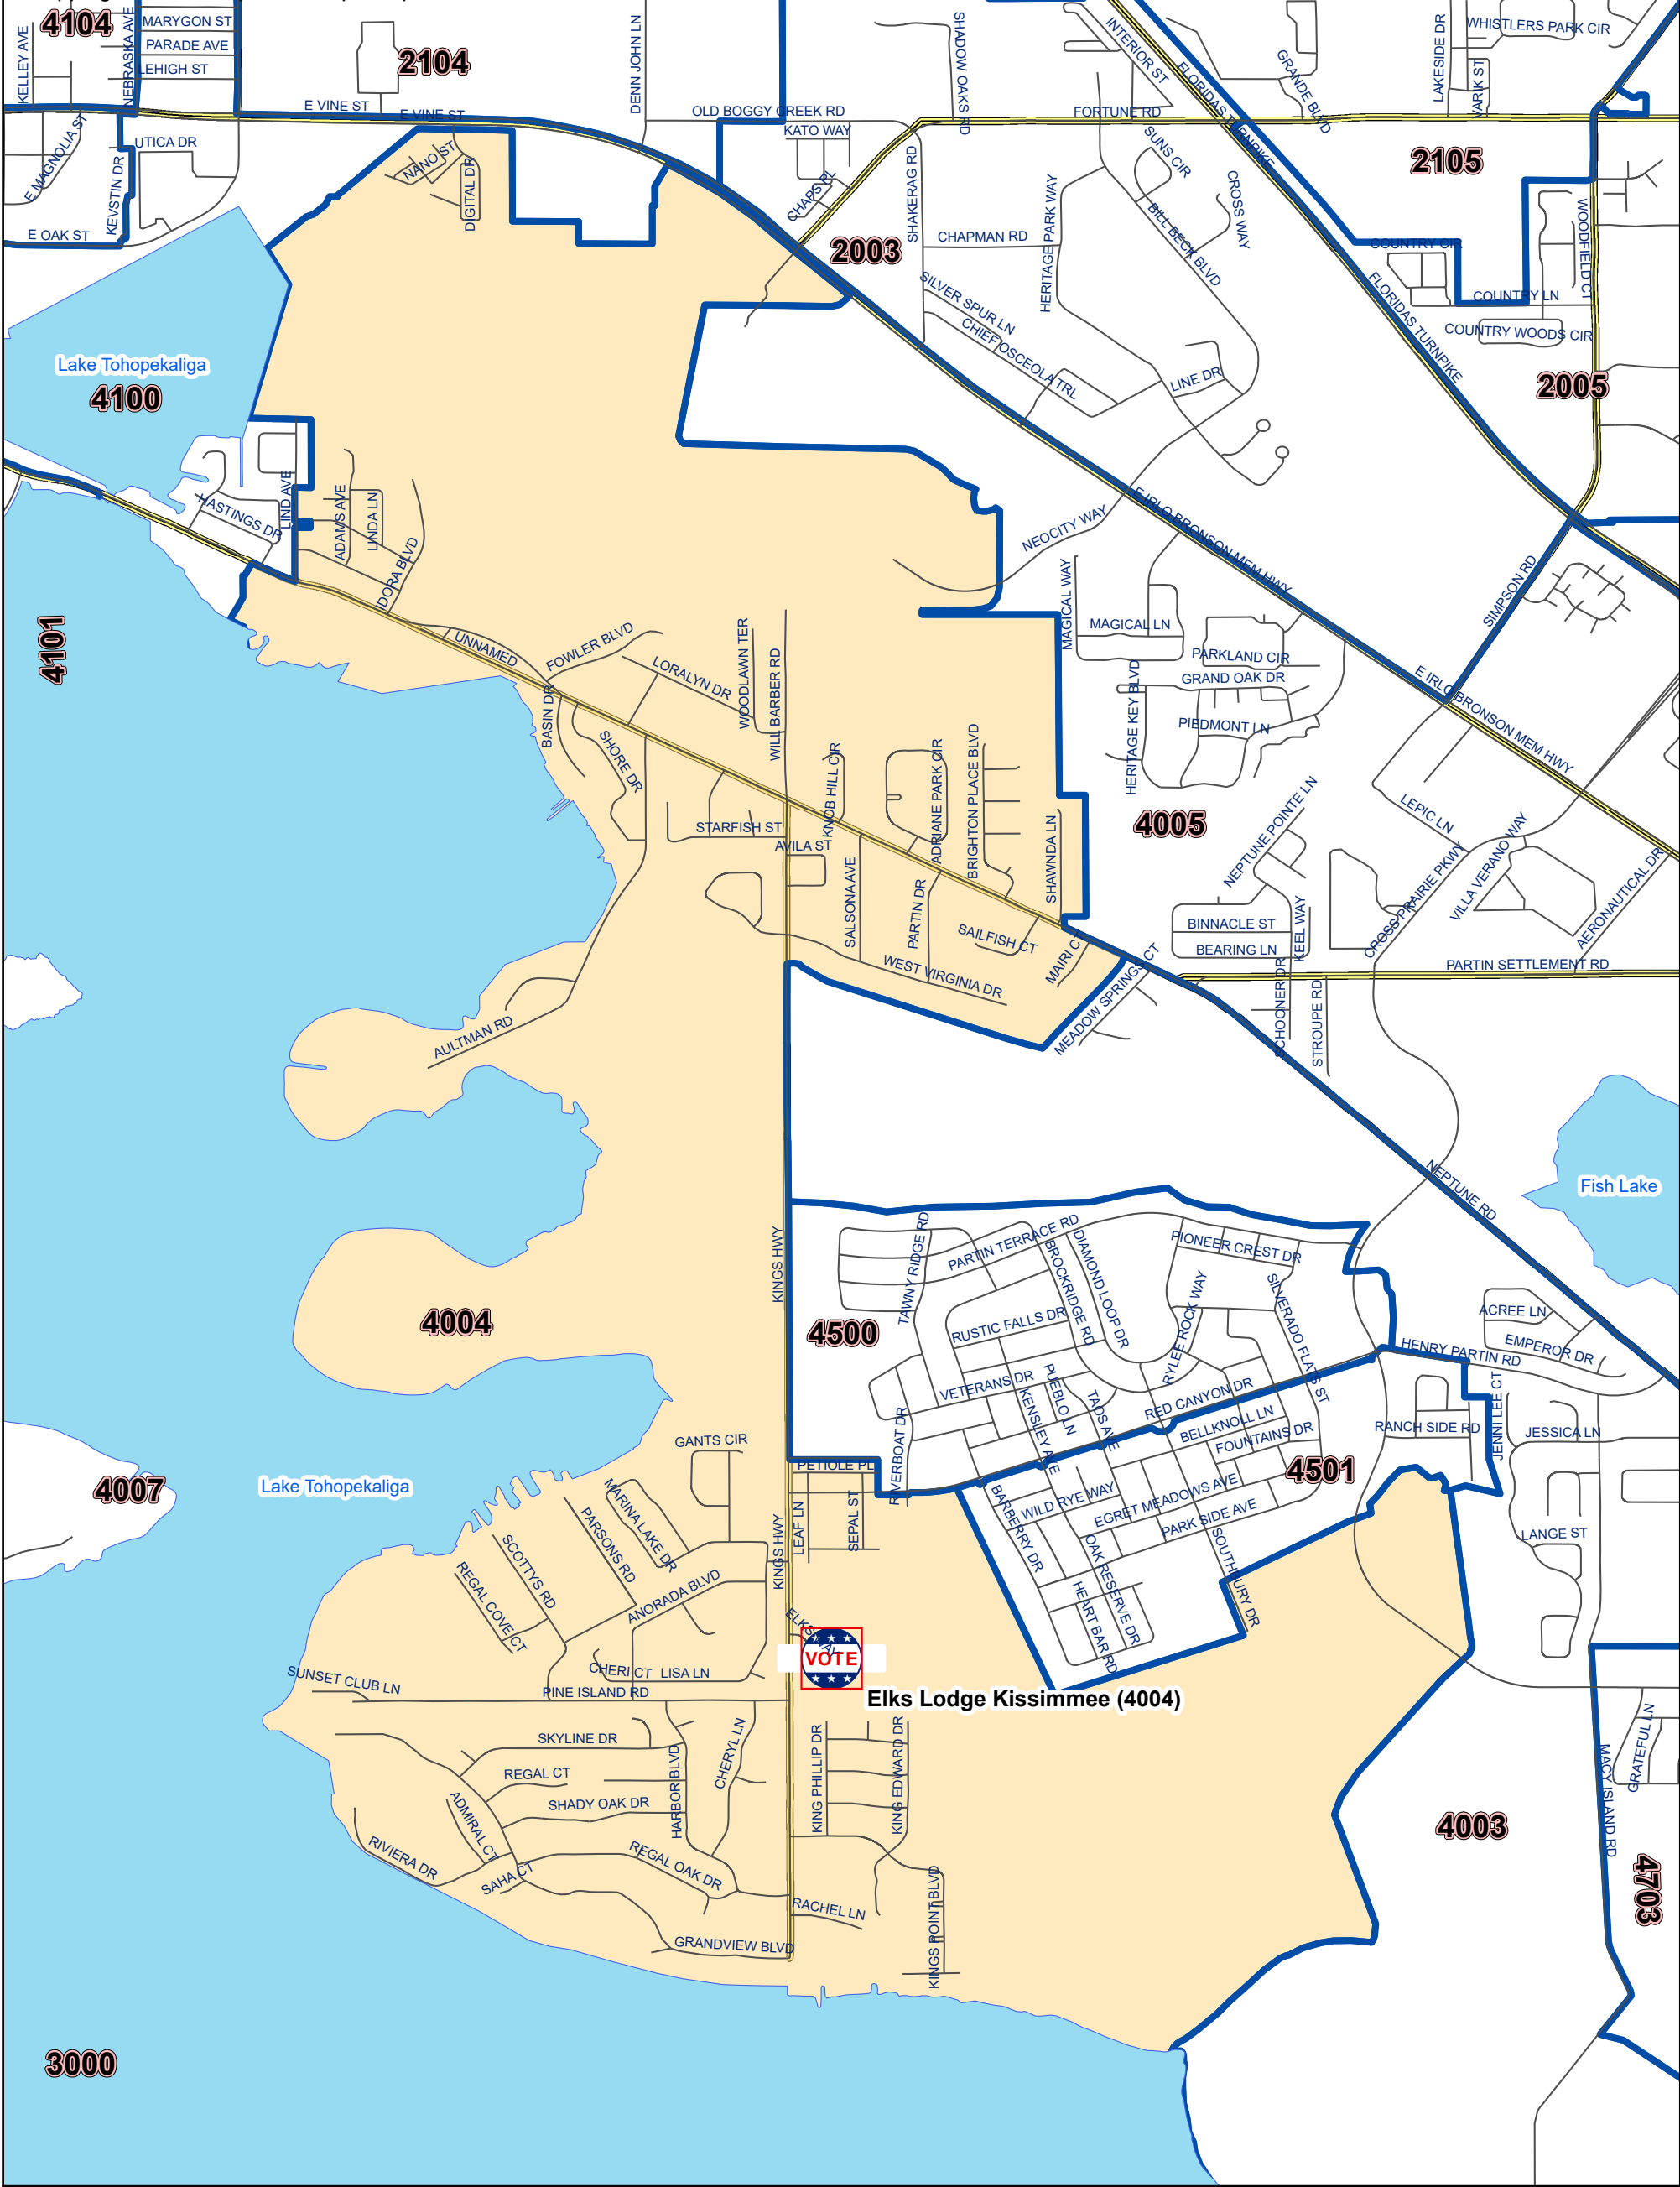 4104
KELLEY AVE
NEBRASKA AVE
MARYGON ST
PARADE AVE
LEHIGH ST
2104
DENN JOHN LN
SHADOW OAKS RD
INTERIOR ST
FLORIDAS TURNPIKE
GRANDE BLVD
LAKESIDE DR
WHISTLERS PARK CIR
VARIK ST
E VINE ST
E VINE ST
OLD BOGGY CREEK RD
KATO WAY
FORTUNE RD
E MAGNOLIA ST
UTICA DR
KEVSTIN DR
E OAK ST
NANO ST
DIGITAL DR
CHAPS PL
SHAKERAG RD
2003
CHAPMAN RD
HERITAGE PARK WAY
SUNS CIR
CROSS WAY
BILL BECK BLVD
2105
WOODFIELD CT
COUNTRY CIR
COUNTRY LN
COUNTRY WOODS CIR
FLORIDAS TURNPIKE
2005
SILVER SPUR LN
CHIEF OSCEOLA TRL
LINE DR
Lake Tohopekaliga
4100
HASTINGS DR
LIND AVE
ADAMS AVE
LINDA LN
IDORA BLVD
NEOCITY WAY
E IRLO BRONSON MEM HWY
SIMPSON RD
4101
UNNAMED
FOWLER BLVD
LORALYN DR
WOODLAWN TER
WILL BARBER RD
BASIN DR
SHORE DR
MAGICAL WAY
MAGICAL LN
PARKLAND CIR
GRAND OAK DR
HERITAGE KEY BLVD
PIEDMONT LN
E IRLO BRONSON MEM HWY
STARFISH ST
AVILA ST
KNOB HILL CIR
ADRIANE PARK CIR
BRIGHTON PLACE BLVD
SHAWNDA LN
4005
NEPTUNE POINTE LN
LEPIC LN
CROSS PRAIRIE PKWY
VILLA VERANO WAY
AERONAUTICAL DR
SALSONA AVE
PARTIN DR
SAILFISH CT
MAIRI CT
WEST VIRGINIA DR
MEADOW SPRINGS CT
BINNACLE ST
BEARING LN
KEEL WAY
SCHOONER DR
STROUPE RD
PARTIN SETTLEMENT RD
AULTMAN RD
NEPTUNE RD
Fish Lake
KINGS HWY
4004
4500
TAWNY RIDGE RD
PARTIN TERRACE RD
BROCKRIDGE RD
DIAMOND LOOP DR
PIONEER CREST DR
RYLEE ROCK WAY
SILVERADO FLATS ST
RUSTIC FALLS DR
VETERANS DR
PUEBLO LN
KENSLEY AVE
TAOS AVE
RED CANYON DR
BELLKNOLL LN
FOUNTAINS DR
HENRY PARTIN RD
ACREE LN
EMPEROR DR
RANCH SIDE RD
JENNI LEE CT
JESSICA LN
4501
RIVERBOAT DR
4007
Lake Tohopekaliga
GANTS CIR
PETIOLE PL
LEAF LN
SEPAL ST
KINGS HWY
BARBERRY DR
WILD RYE WAY
EGRET MEADOWS AVE
PARK SIDE AVE
OAK RESERVE DR
HEART BAR RD
SOUTHBURY DR
LANGE ST
MARINA LAKE DR
PARSONS RD
SCOTTYS RD
REGAL COVE CT
ANORADA BLVD
CHERI CT
LISA LN
VOTE
Elks Lodge Kissimmee (4004)
SUNSET CLUB LN
PINE ISLAND RD
SKYLINE DR
REGAL CT
SHADY OAK DR
HARBOR BLVD
CHERYL LN
KING PHILLIP DR
KING EDWARD DR
ADMIRAL CT
RIVIERA DR
SAHA CT
REGAL OAK DR
RACHEL LN
GRANDVIEW BLVD
KINGS POINT BLVD
4003
MACY ISLAND RD
GRATEFUL LN
4703
3000